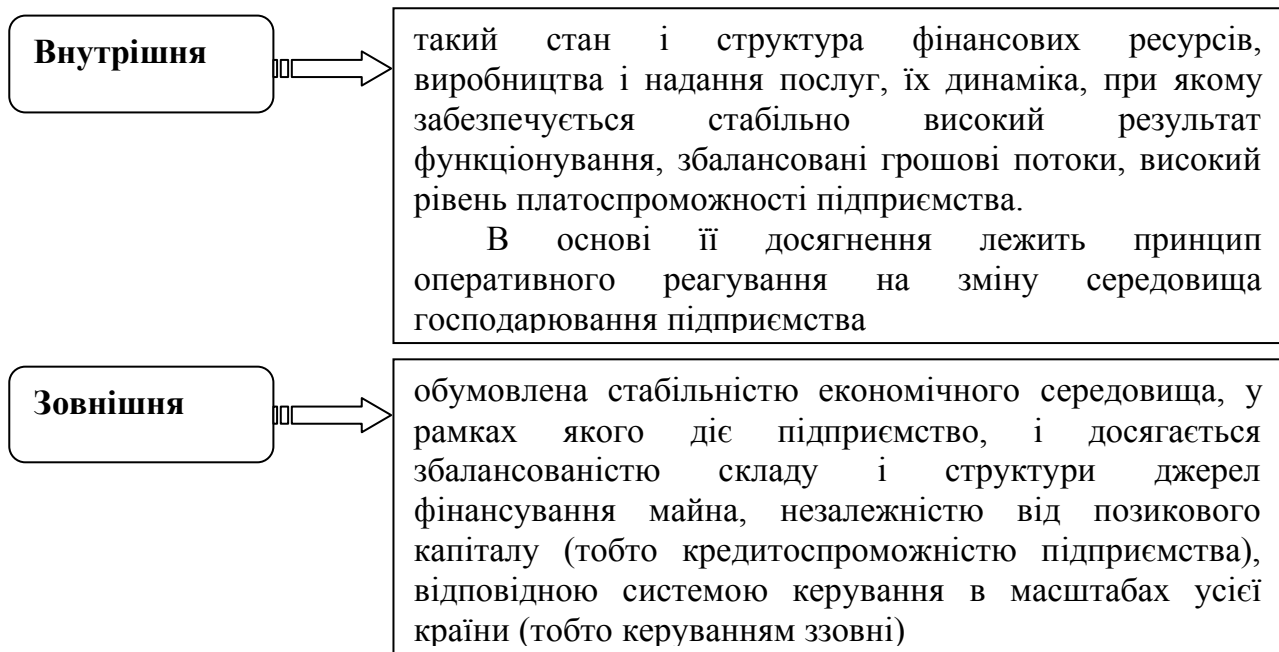 Внутрішня
такий стан і структура фінансових ресурсів,
виробництва і надання послуг, їх динаміка, при якому
забезпечується стабільно високий результат
функціонування, збалансовані грошові потоки, високий
рівень платоспроможності підприємства.
В основі її досягнення лежить принцип
оперативного реагування на зміну середовища
господарювання підприємства
Зовнішня
обумовлена стабільністю економічного середовища, у
рамках якого діє підприємство, і досягається
збалансованістю складу і структури джерел
фінансування майна, незалежністю від позикового
капіталу (тобто кредитоспроможністю підприємства),
відповідною системою керування в масштабах усієї
країни (тобто керуванням ззовні)